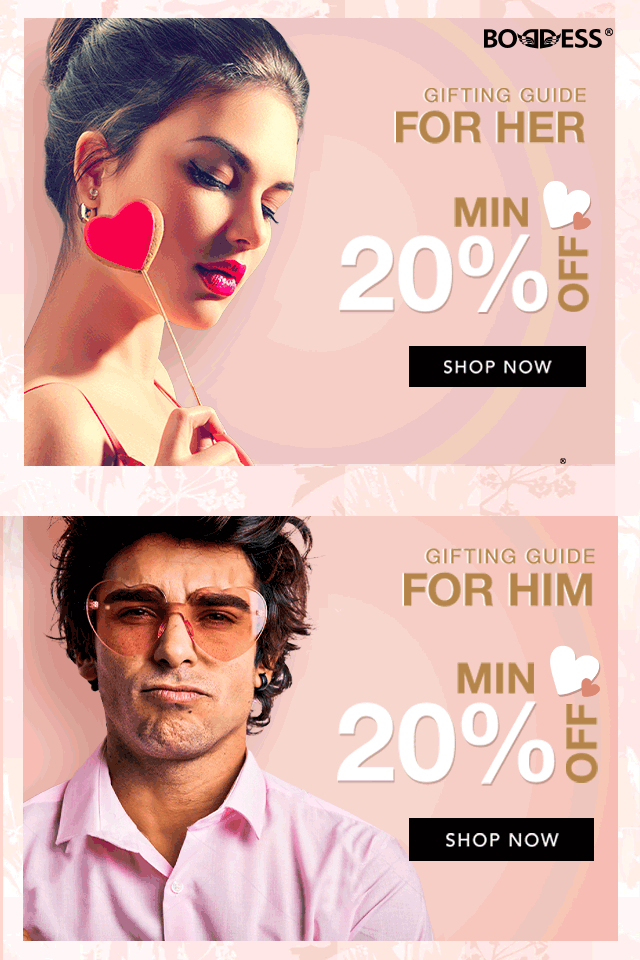 BODDESS®
GIFTING GUIDE
FOR HER
MIN
20% OFF
SHOP NOW
®
GIFTING GUIDE
FOR HIM
MIN
20% OFF
SHOP NOW